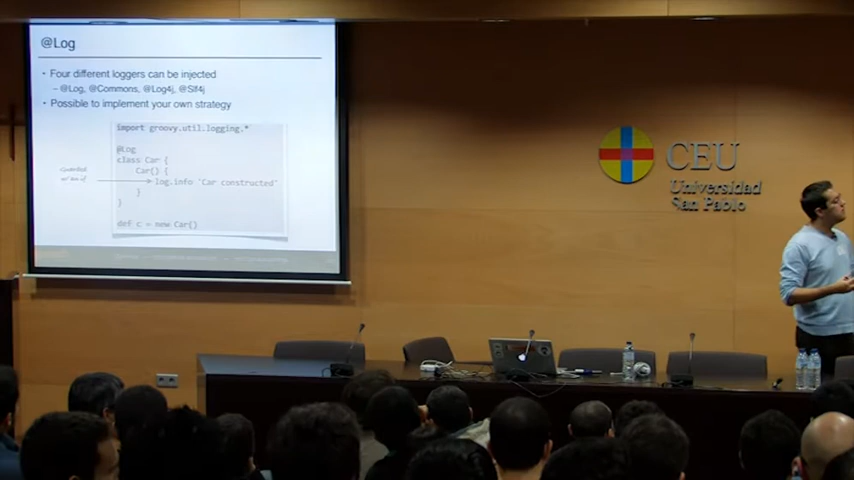 @Log
• Four different loggers can be injected
– @Log, @Commons, @Log4j, @Slf4j
• Possible to implement your own strategy
import groovy.util.logging.*
@Log
class Car {
Car() {
log.info 'Car constructed'
}
}
def c = new Car()
CEU
Universidad
San Pablo